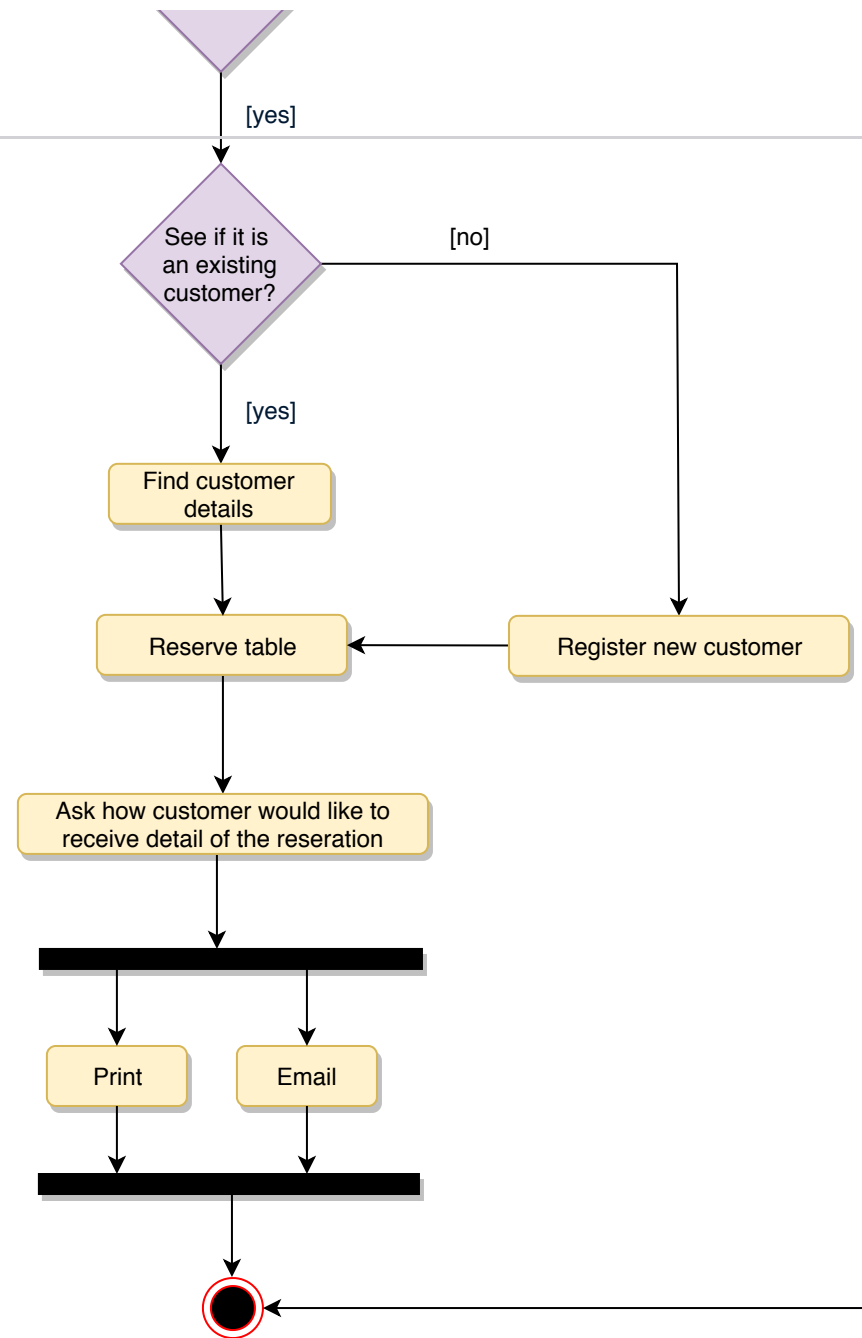 [yes]
See if it is
an existing
customer?
[no]
[yes]
Find customer
details
Reserve table
Register new customer
Ask how customer would like to
receive detail of the reseration
Print
Email